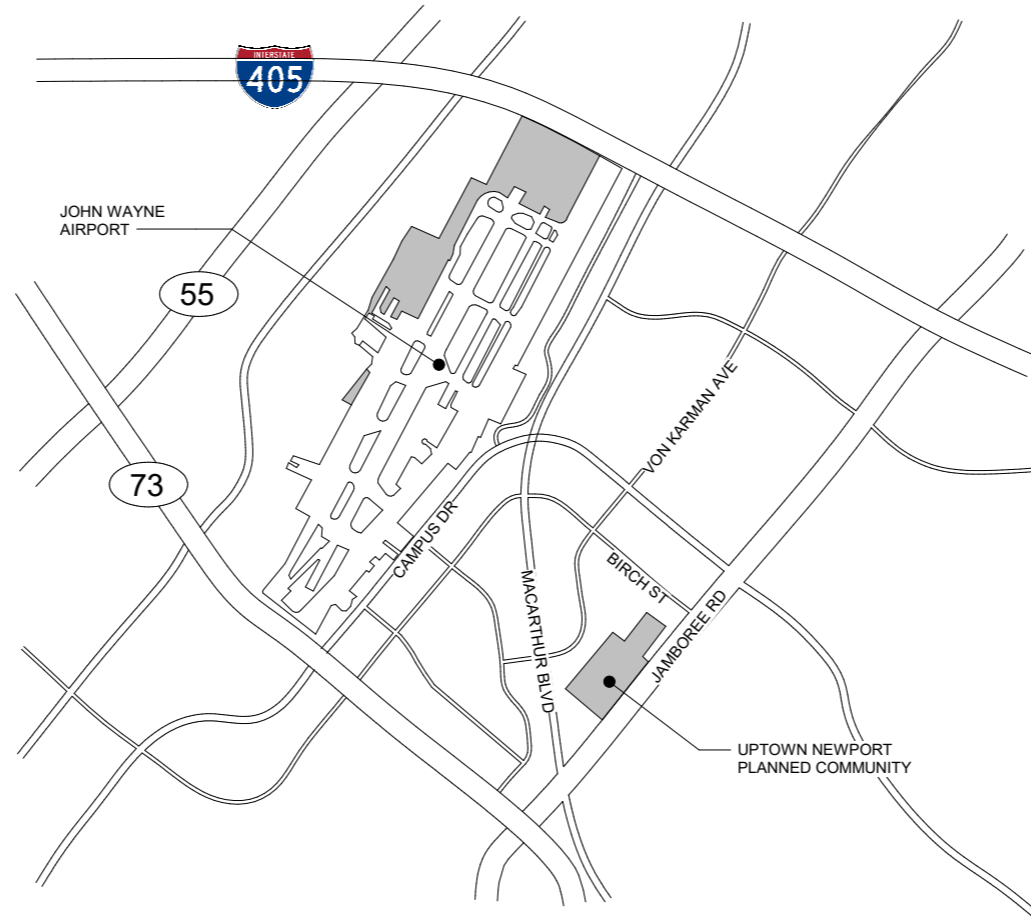 INTERSTATE
405
JOHN WAYNE
AIRPORT
55
73
VON KARMAN AVE
CAMPUS DR
BIRCH ST
MACARTHUR BLVD
JAMBOREE RD
UPTOWN NEWPORT
PLANNED COMMUNITY